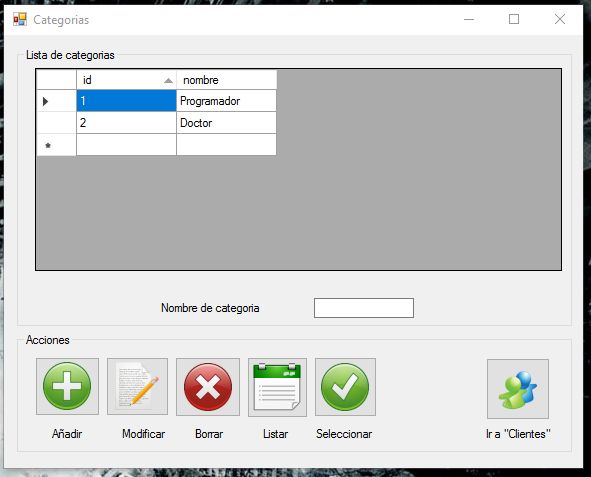 Categorias
Lista de categorias
id nombre
1 Programador
2 Doctor
Nombre de categoria
Acciones
Añadir Modificar Borrar Listar Seleccionar Ir a "Clientes"